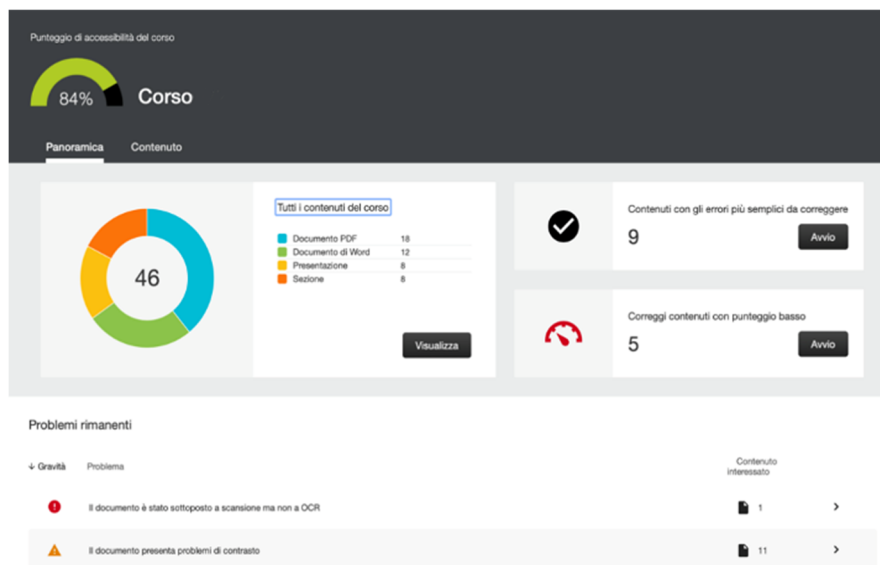 Punteggio di accessibilità del corso
84%
Corso
Panoramica
Contenuto
46
Tutti i contenuti del corso
Documento PDF 18
Documento di Word 12
Presentazione 8
Sezione 8
Visualizza
Contenuti con gli errori più semplici da correggere
9
Avvio
Correggi contenuti con punteggio basso
5
Avvio
Problemi rimanenti
↓ Gravità Problema Contenuto
interessato
Il documento è stato sottoposto a scansione ma non a OCR 1
Il documento presenta problemi di contrasto 11